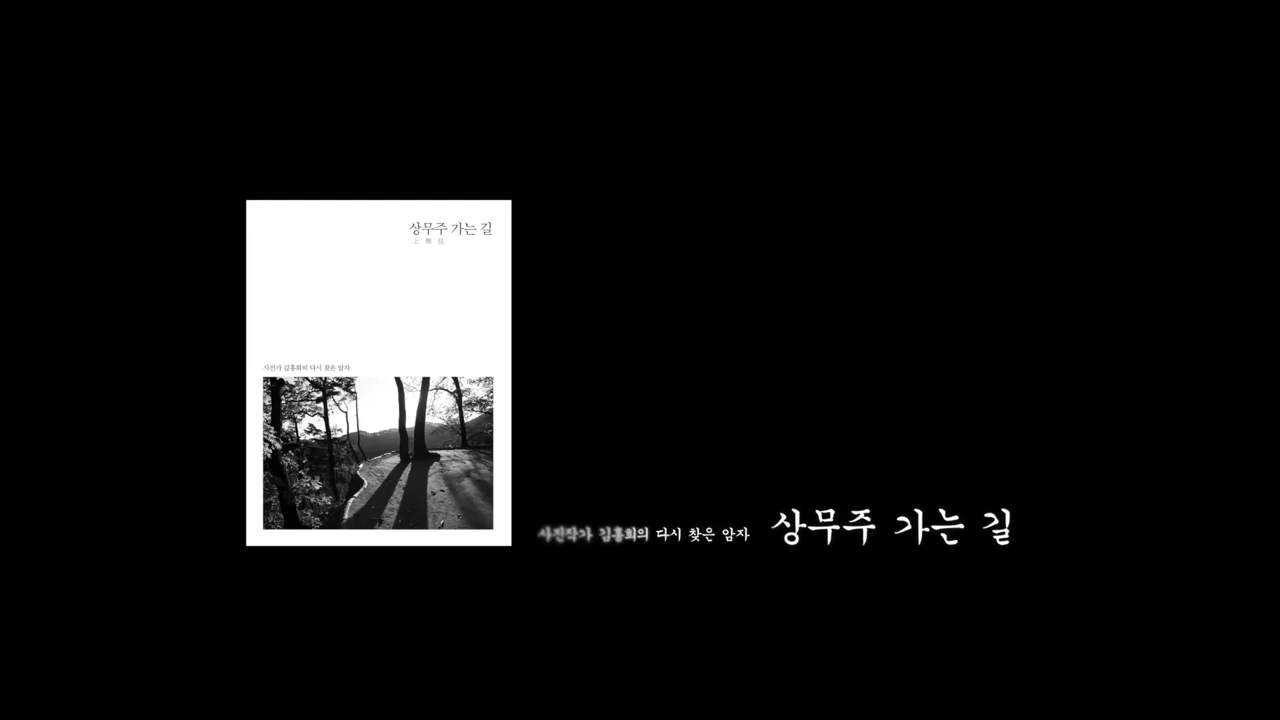 상무주 가는 길
上 無 住
사진가 김홍희의 다시 찾은 암자
사진작가 김홍희의 다시 찾은 암자 상무주 가는 길